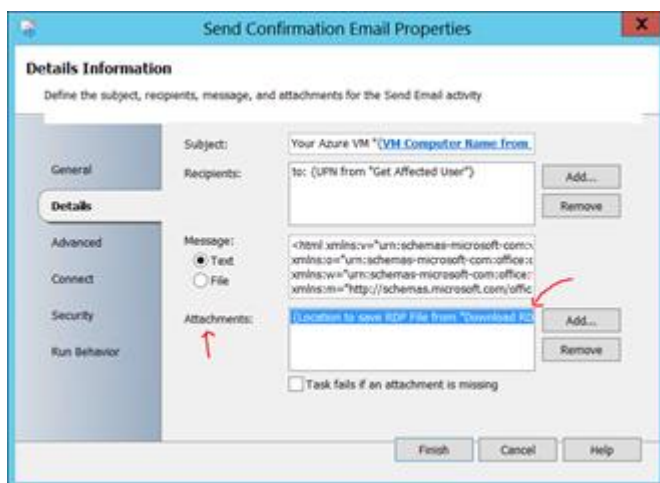 Send Confirmation Email Properties
X
Details Information
Define the subject, recipients, message, and attachments for the Send Email activity
General
Details
Advanced
Connect
Security
Run Behavior
Subject:
Your Azure VM "{VM Computer Name from
Recipients:
to: {UPN from "Get Affected User"}
Add...
Remove
Message:
Text
File
<html xmlns:v="urn:schemas-microsoft-com:
xmlns:o="urn:schemas-microsoft-com:office:
xmlns:w="urn:schemas-microsoft-com:office:
xmlns:m="http://schemas.microsoft.com/offic
Attachments:
{Location to save RDP File from "Download RD
Add...
Remove
Task fails if an attachment is missing
Finish
Cancel
Help